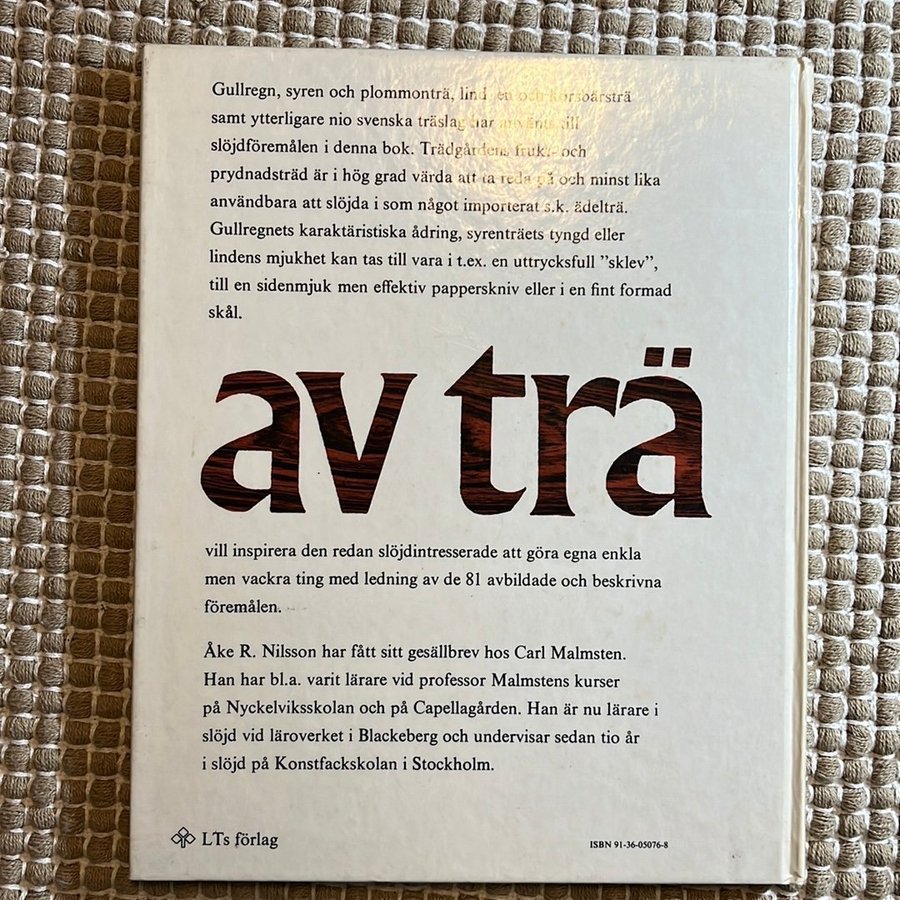 Gullregn, syren och plommonträ, lind, en och körsbärsträ
samt ytterligare nio svenska träslag har använts till
slöjdföremålen i denna bok. Trädgårdens frukt- och
prydnadsträd är i hög grad värda att ta reda på och minst lika
användbara att slöjda i som något importerat s.k. ädelträ.
Gullregnets karaktäristiska ådring, syrenträets tyngd eller
lindens mjukhet kan tas till vara i t.ex. en uttrycksfull ”sklev”,
till en sidenmjuk men effektiv papperskniv eller i en fint formad
skål.
av trä
vill inspirera den redan slöjdintresserade att göra egna enkla
men vackra ting med ledning av de 81 avbildade och beskrivna
föremålen.
Åke R. Nilsson har fått sitt gesällbrev hos Carl Malmsten.
Han har bl.a. varit lärare vid professor Malmstens kurser
på Nyckelviksskolan och på Capellagården. Han är nu lärare i
slöjd vid läroverket i Blackeberg och undervisar sedan tio år
i slöjd på Konstfackskolan i Stockholm.
LTs förlag
ISBN 91-36-05076-8